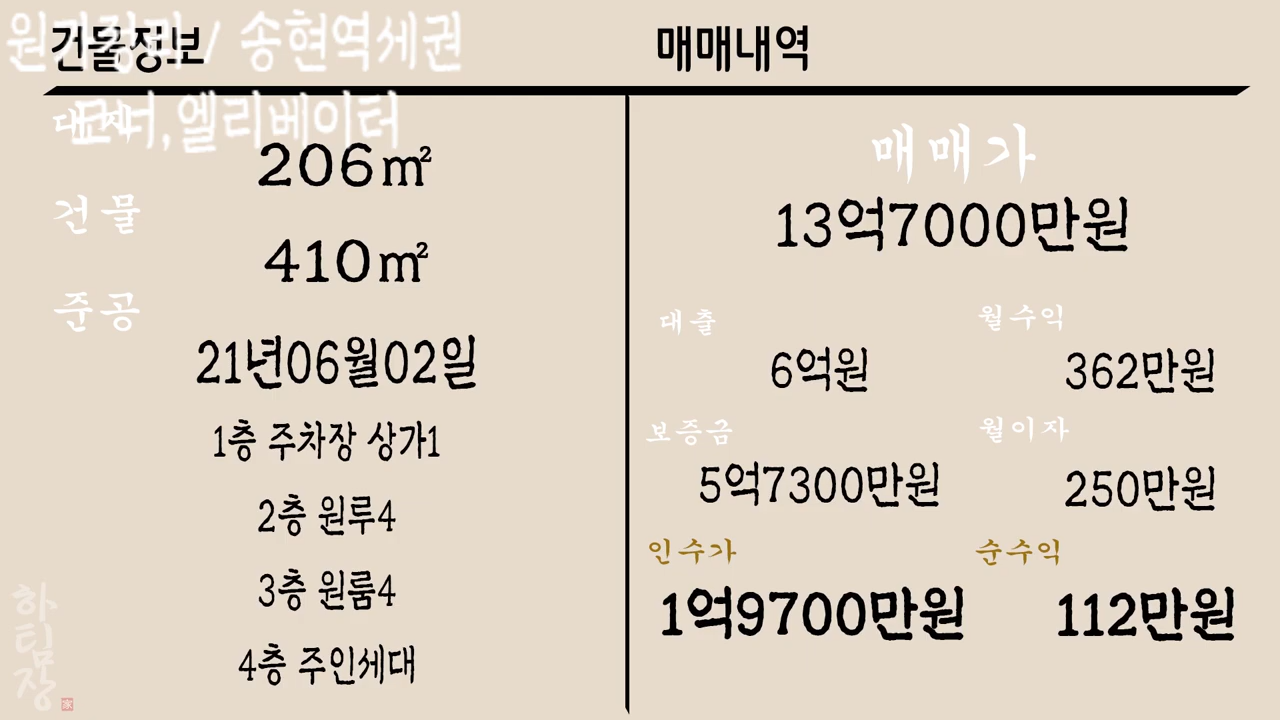 송현역세권
건물정보
매매내역
엘리베이터
206㎡
건물
410㎡
준공
21년06월02일
1층 주차장 상가1
2층 원루4
3층 원룸4
4층 주인세대
매매가
13억7000만원
대출
6억원
월수익
362만원
보증금
5억7300만원
월이자
250만원
인수가
1억9700만원
순수익
112만원
하팀장